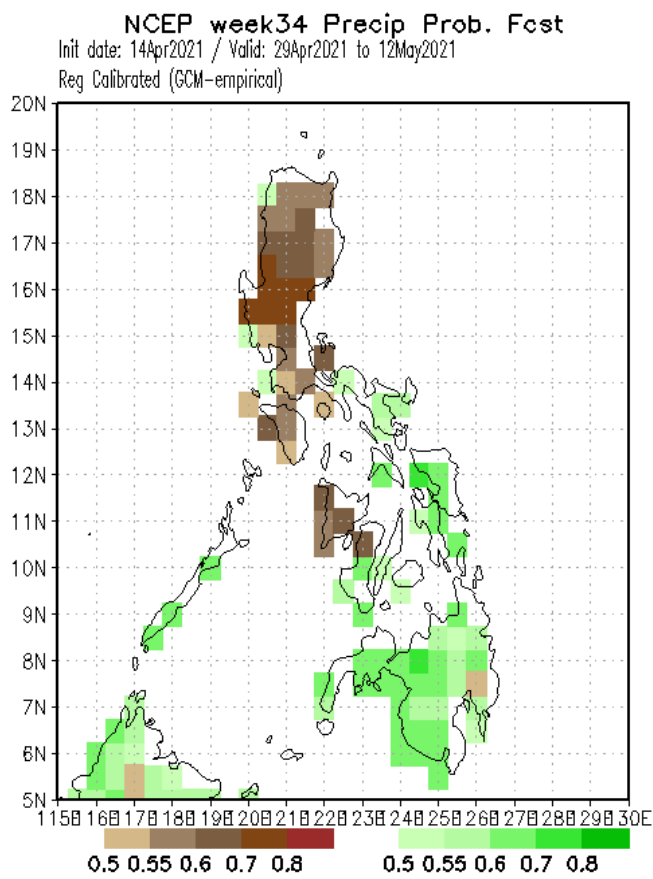 NCEP week34 Precip Prob. Fcst
Init date: 14Apr2021 / Valid: 29Apr2021 to 12May2021
Reg Calibrated (GCM-empirical)
20N
19N
18N
17N
16N
15N
14N
13N
12N
11N
10N
9N
8N
7N
6N
5N
115E 116E 117E 118E 119E 120E 121E 122E 123E 124E 125E 126E 127E 128E 129E 130E
0.5 0.55 0.6 0.7 0.8 0.5 0.55 0.6 0.7 0.8